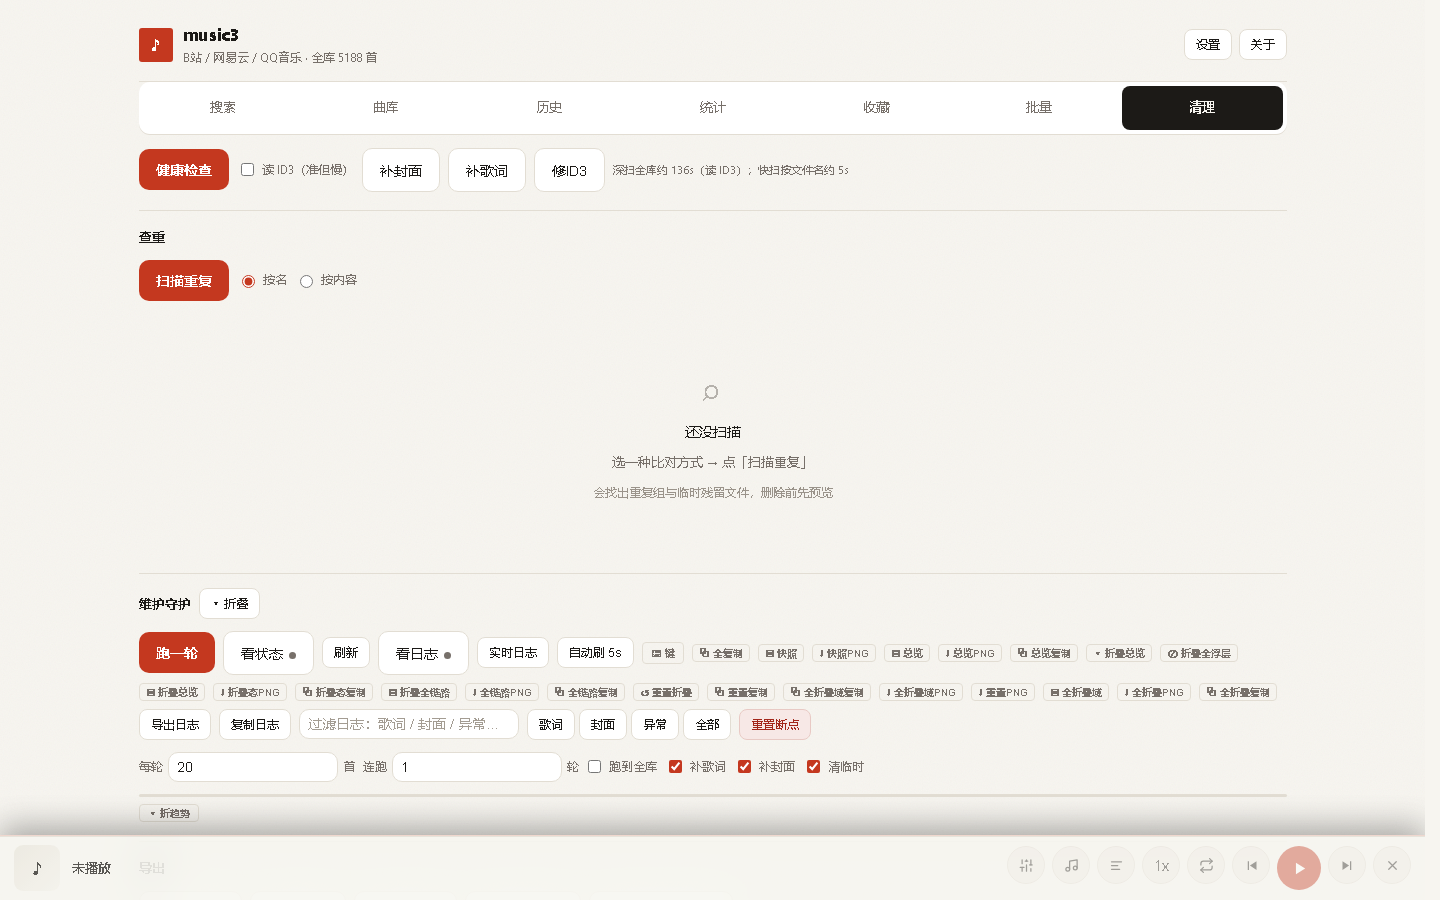 music3
B站 / 网易云 / QQ音乐 · 全库 5188 首
设置 关于
搜索 曲库 历史 统计 收藏 批量 清理
健康检查 读 ID3（准但慢） 补封面 补歌词 修ID3 深扫全库约 136s（读 ID3）；快扫按文件名约 5s
查重
扫描重复 按名 按内容
还没扫描
选一种比对方式 → 点「扫描重复」
会找出重复组与临时残留文件，删除前先预览
维护守护 折叠
跑一轮 看状态 刷新 看日志 实时日志 自动刷 5s 键 全复制 快照 快照PNG 总览 总览PNG 总览复制 折叠总览 折叠全浮层
折叠总览 折叠态PNG 折叠态复制 折叠全链路 全链路PNG 全链路复制 重置折叠 重置复制 全折叠域复制 全折叠域PNG 重置PNG 全折叠域 全折叠PNG 全折叠复制
导出日志 复制日志 过滤日志：歌词 / 封面 / 异常... 歌词 封面 异常 全部 重置断点
每轮 20 首 连跑 1 轮 跑到全库 补歌词 补封面 清临时
折趋势
未播放 导出 1x